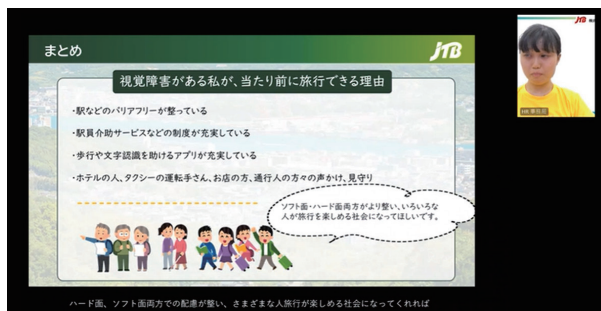 まとめ
JTB
JTB
視覚障害がある私が、当たり前に旅行できる理由
・駅などのバリアフリーが整っている
・駅員介助サービスなどの制度が充実している
・歩行や文字認識を助けるアプリが充実している
・ホテルの人、タクシーの運転手さん、お店の方、通行人の方々の声かけ、見守り
ソフト面・ハード面両方がより整い、いろいろな
人が旅行を楽しめる社会になってほしいです。
ハード面、ソフト面両方での配慮が整い、さまざまな人旅行が楽しめる社会になってくれれば